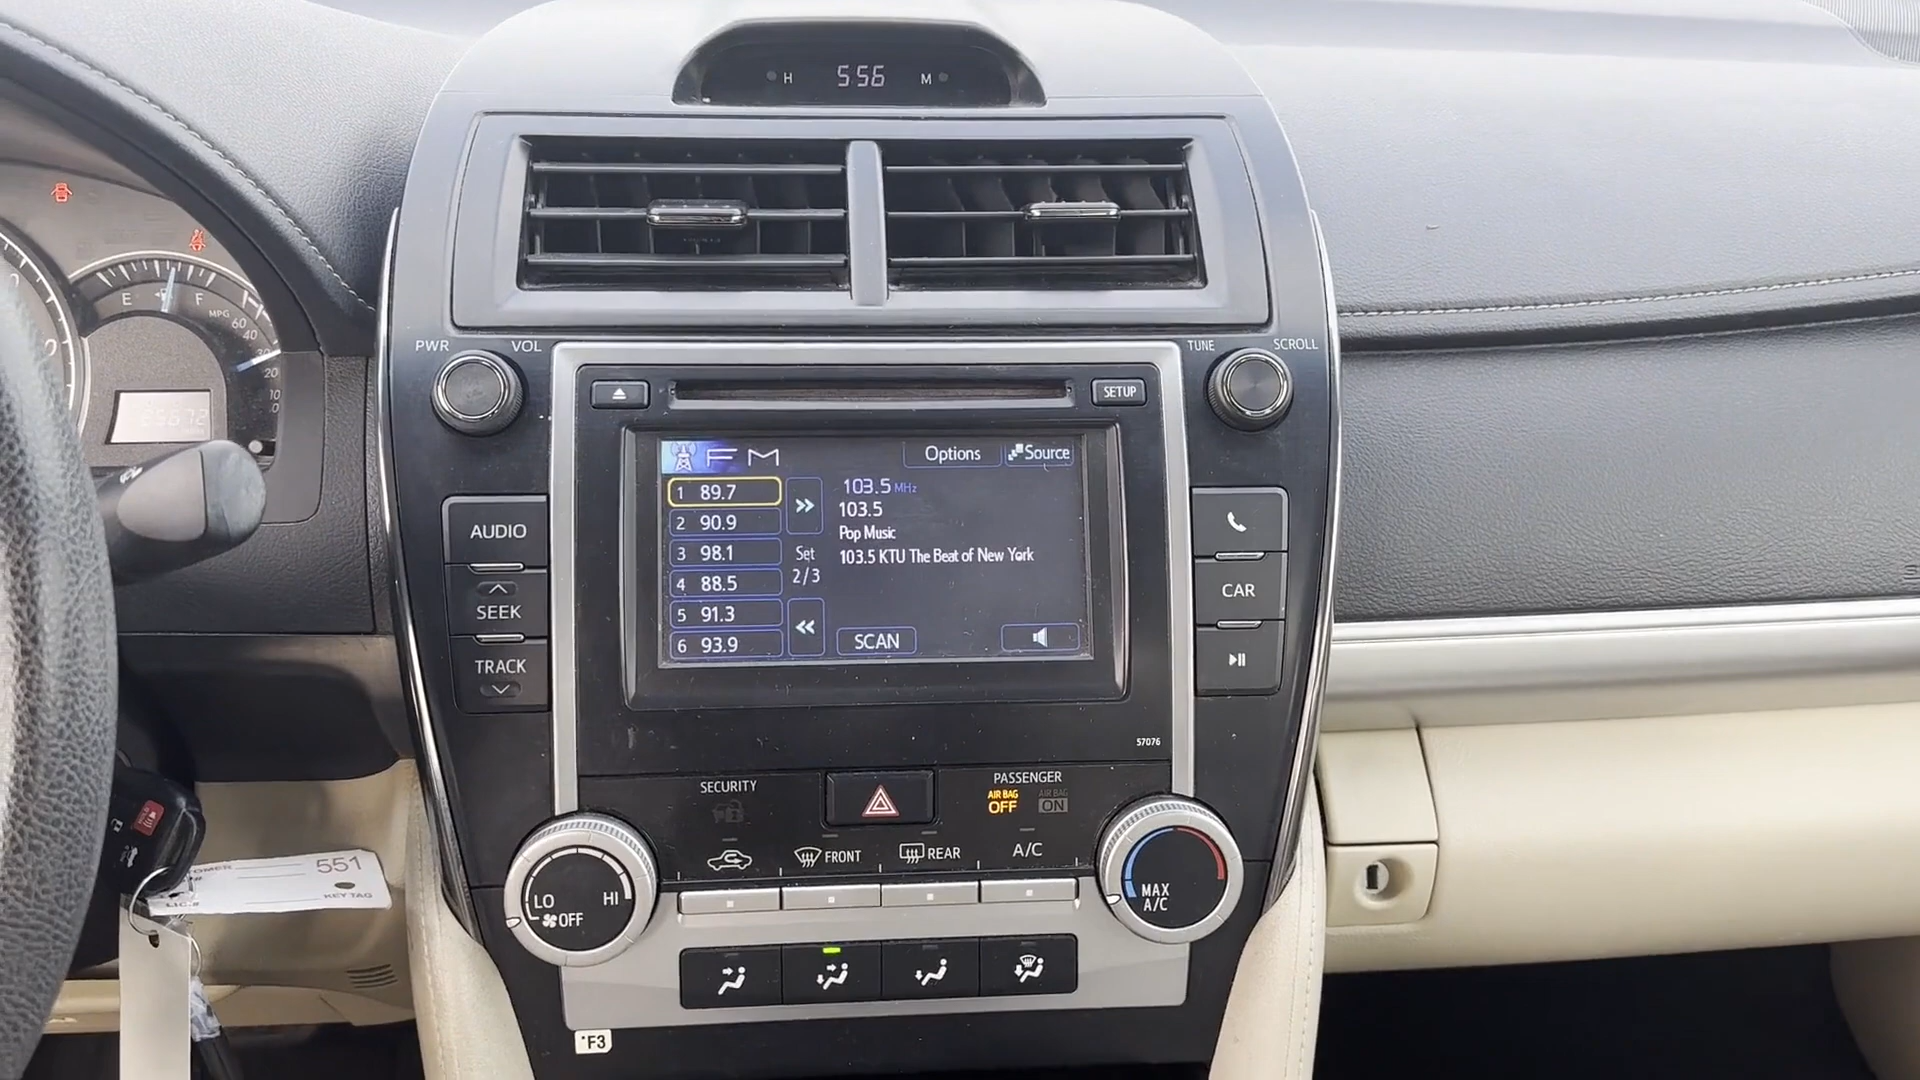 H 556 M
E F
MPG
60
40
30
20
10
0
PWR VOL
TUNE SCROLL
SETUP
FM Options Source
1 89.7
2 90.9
3 98.1
4 88.5
5 91.3
6 93.9
Set
2/3
103.5 MHz
103.5
Pop Music
103.5 KTU The Beat of New York
SCAN
AUDIO
SEEK
TRACK
CAR
57076
SECURITY
PASSENGER
AIR BAG OFF
AIR BAG ON
FRONT
REAR
A/C
LO HI
OFF
MAX
A/C
551
KEY TAG
F3